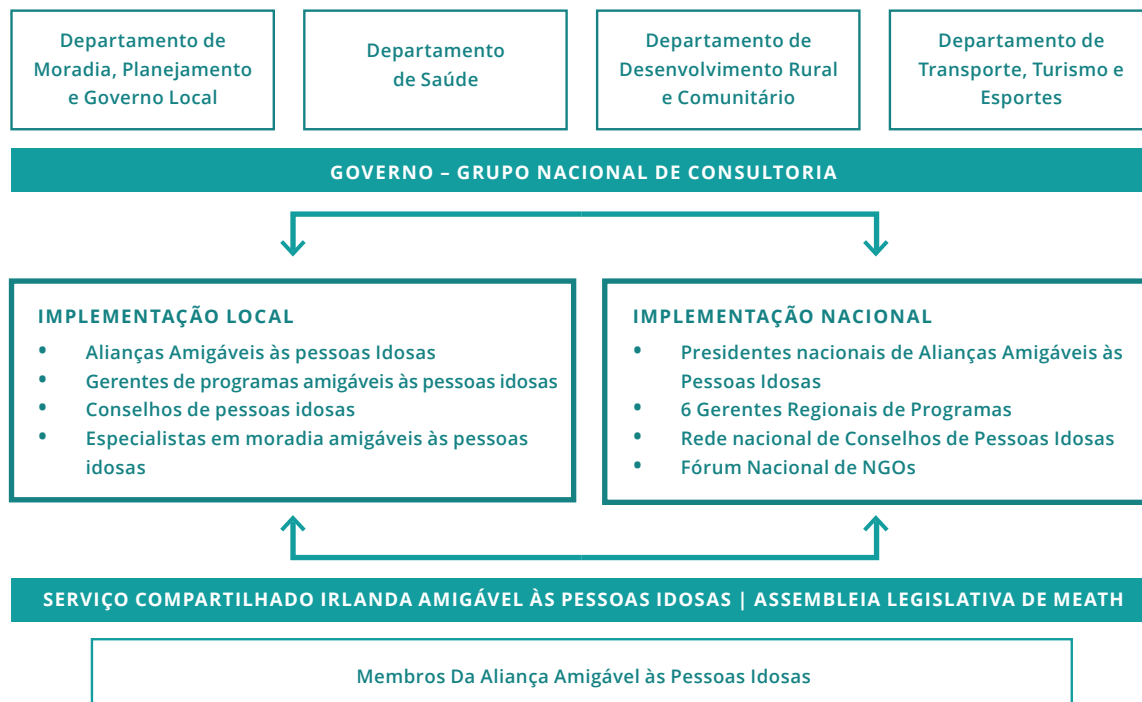 Departamento de
Moradia, Planejamento
e Governo Local
Departamento
de Saúde
Departamento de
Desenvolvimento Rural
e Comunitário
Departamento de
Transporte, Turismo e
Esportes
GOVERNO – GRUPO NACIONAL DE CONSULTORIA
IMPLEMENTAÇÃO LOCAL
• Alianças Amigáveis às pessoas Idosas
• Gerentes de programas amigáveis às pessoas idosas
• Conselhos de pessoas idosas
• Especialistas em moradia amigáveis às pessoas
idosas
IMPLEMENTAÇÃO NACIONAL
• Presidentes nacionais de Alianças Amigáveis às
Pessoas Idosas
• 6 Gerentes Regionais de Programas
• Rede nacional de Conselhos de Pessoas Idosas
• Fórum Nacional de NGOs
SERVIÇO COMPARTILHADO IRLANDA AMIGÁVEL ÀS PESSOAS IDOSAS | ASSEMBLEIA LEGISLATIVA DE MEATH
Membros Da Aliança Amigável às Pessoas Idosas